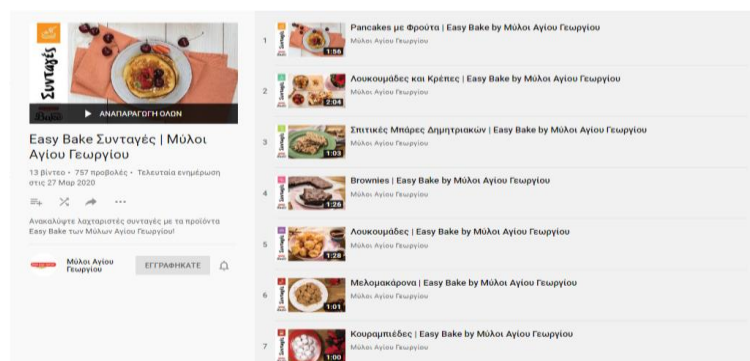 Συνταγές
ΑΝΑΠΑΡΑΓΩΓΗ ΟΛΩΝ
Easy Bake Συνταγές | Μύλοι
Αγίου Γεωργίου
13 βίντεο • 757 προβολές • Τελευταία ενημέρωση
στις 27 Μαρ 2020
Ανακαλύψτε λαχταριστές συνταγές με τα προϊόντα
Easy Bake των Μύλων Αγίου Γεωργίου!
Μύλοι Αγίου
Γεωργίου
ΕΓΓΡΑΦΗΚΑΤΕ
1
1:56
Pancakes με Φρούτα | Easy Bake by Μύλοι Αγίου Γεωργίου
Μύλοι Αγίου Γεωργίου
2
2:04
Λουκουμάδες και Κρέπες | Easy Bake by Μύλοι Αγίου Γεωργίου
Μύλοι Αγίου Γεωργίου
3
1:03
Σπιτικές Μπάρες Δημητριακών | Easy Bake by Μύλοι Αγίου Γεωργίου
Μύλοι Αγίου Γεωργίου
4
1:26
Brownies | Easy Bake by Μύλοι Αγίου Γεωργίου
Μύλοι Αγίου Γεωργίου
5
1:28
Λουκουμάδες | Easy Bake by Μύλοι Αγίου Γεωργίου
Μύλοι Αγίου Γεωργίου
6
1:01
Μελομακάρονα | Easy Bake by Μύλοι Αγίου Γεωργίου
Μύλοι Αγίου Γεωργίου
7
1:00
Κουραμπιέδες | Easy Bake by Μύλοι Αγίου Γεωργίου
Μύλοι Αγίου Γεωργίου